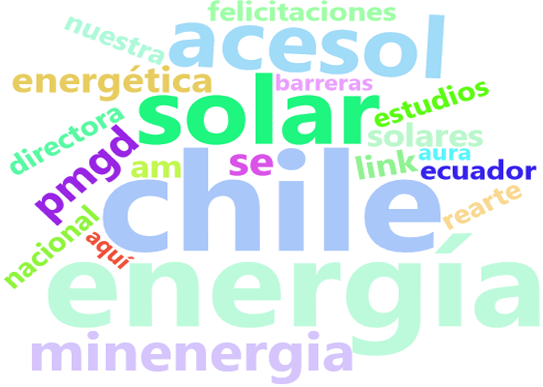 felicitaciones
nuestra
acesol
energética
barreras
solar
estudios
directora
solares
pmgd
am
se
link
aura
ecuador
chile
rearte
nacional
aquí
energía
minenergia